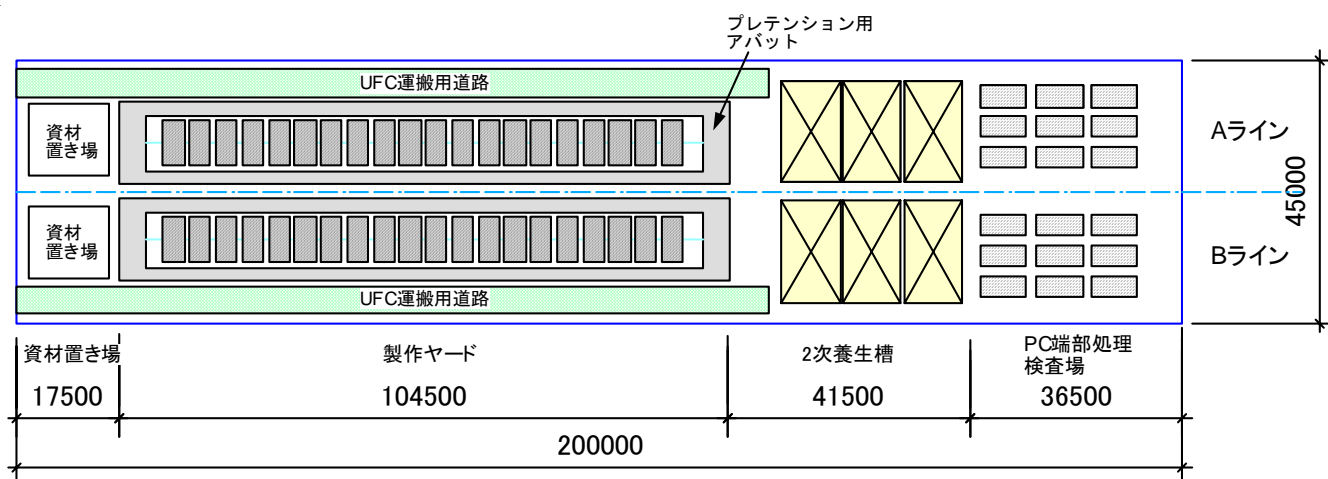 プレテンション用
アバット
UFC運搬用道路
資材
置き場
Aライン
45000
資材
置き場
Bライン
UFC運搬用道路
資材置き場
製作ヤード
2次養生槽
PC端部処理
検査場
17500
104500
41500
36500
200000